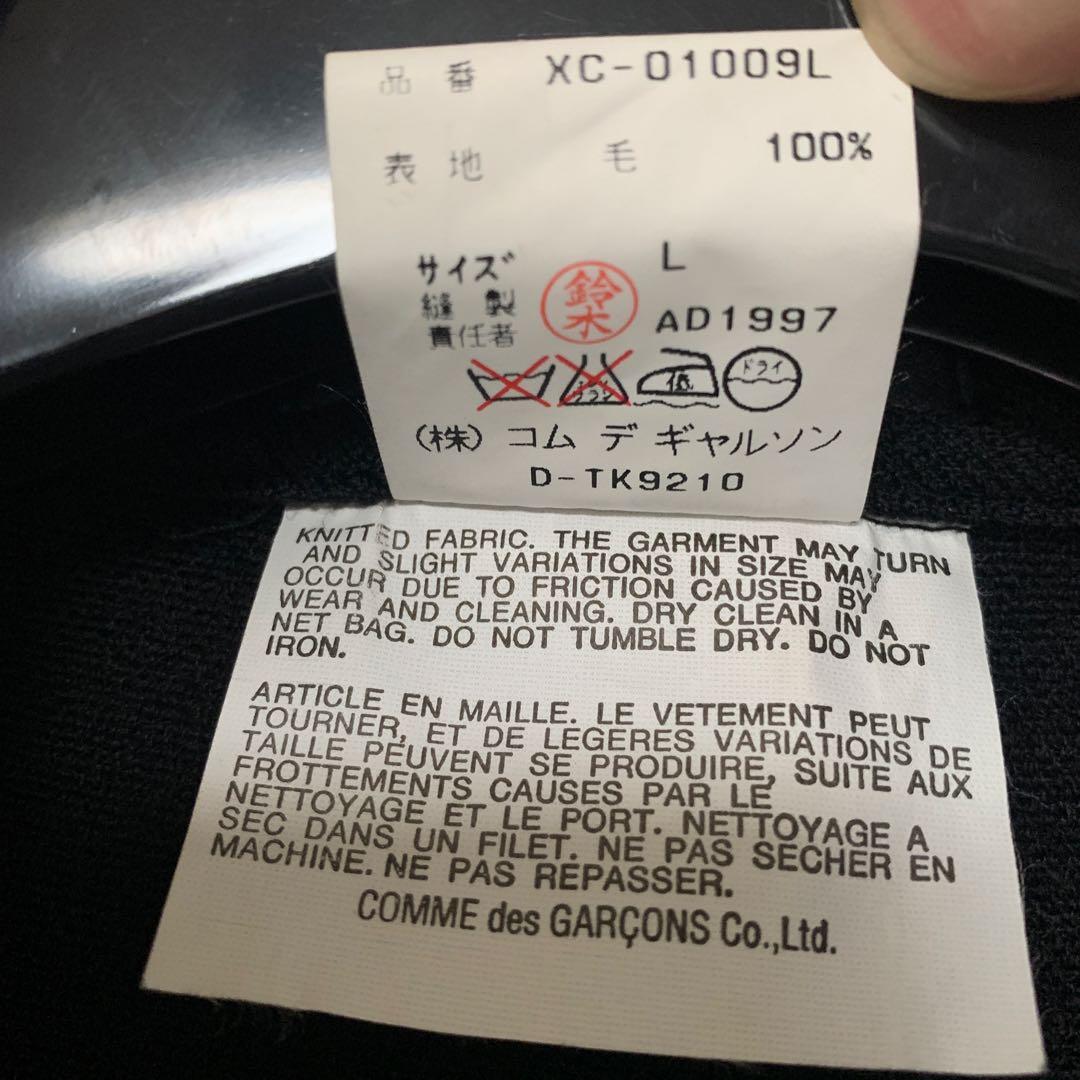 品番 XC-01009L
表地 毛 100%
サイズ L
縫製
責任者 鈴木 AD1997
低 ドライ
(株) コム デ ギャルソン
D-TK9210
KNITTED FABRIC. THE GARMENT MAY TURN
AND SLIGHT VARIATIONS IN SIZE MAY
OCCUR DUE TO FRICTION CAUSED BY
WEAR AND CLEANING. DRY CLEAN IN A
NET BAG. DO NOT TUMBLE DRY. DO NOT
IRON.
ARTICLE EN MAILLE. LE VETEMENT PEUT
TOURNER, ET DE LEGERES VARIATIONS DE
TAILLE PEUVENT SE PRODUIRE, SUITE AUX
FROTTEMENTS CAUSES PAR LE
NETTOYAGE ET LE PORT. NETTOYAGE A
SEC DANS UN FILET. NE PAS SECHER EN
MACHINE. NE PAS REPASSER.
COMME des GARÇONS Co.,Ltd.